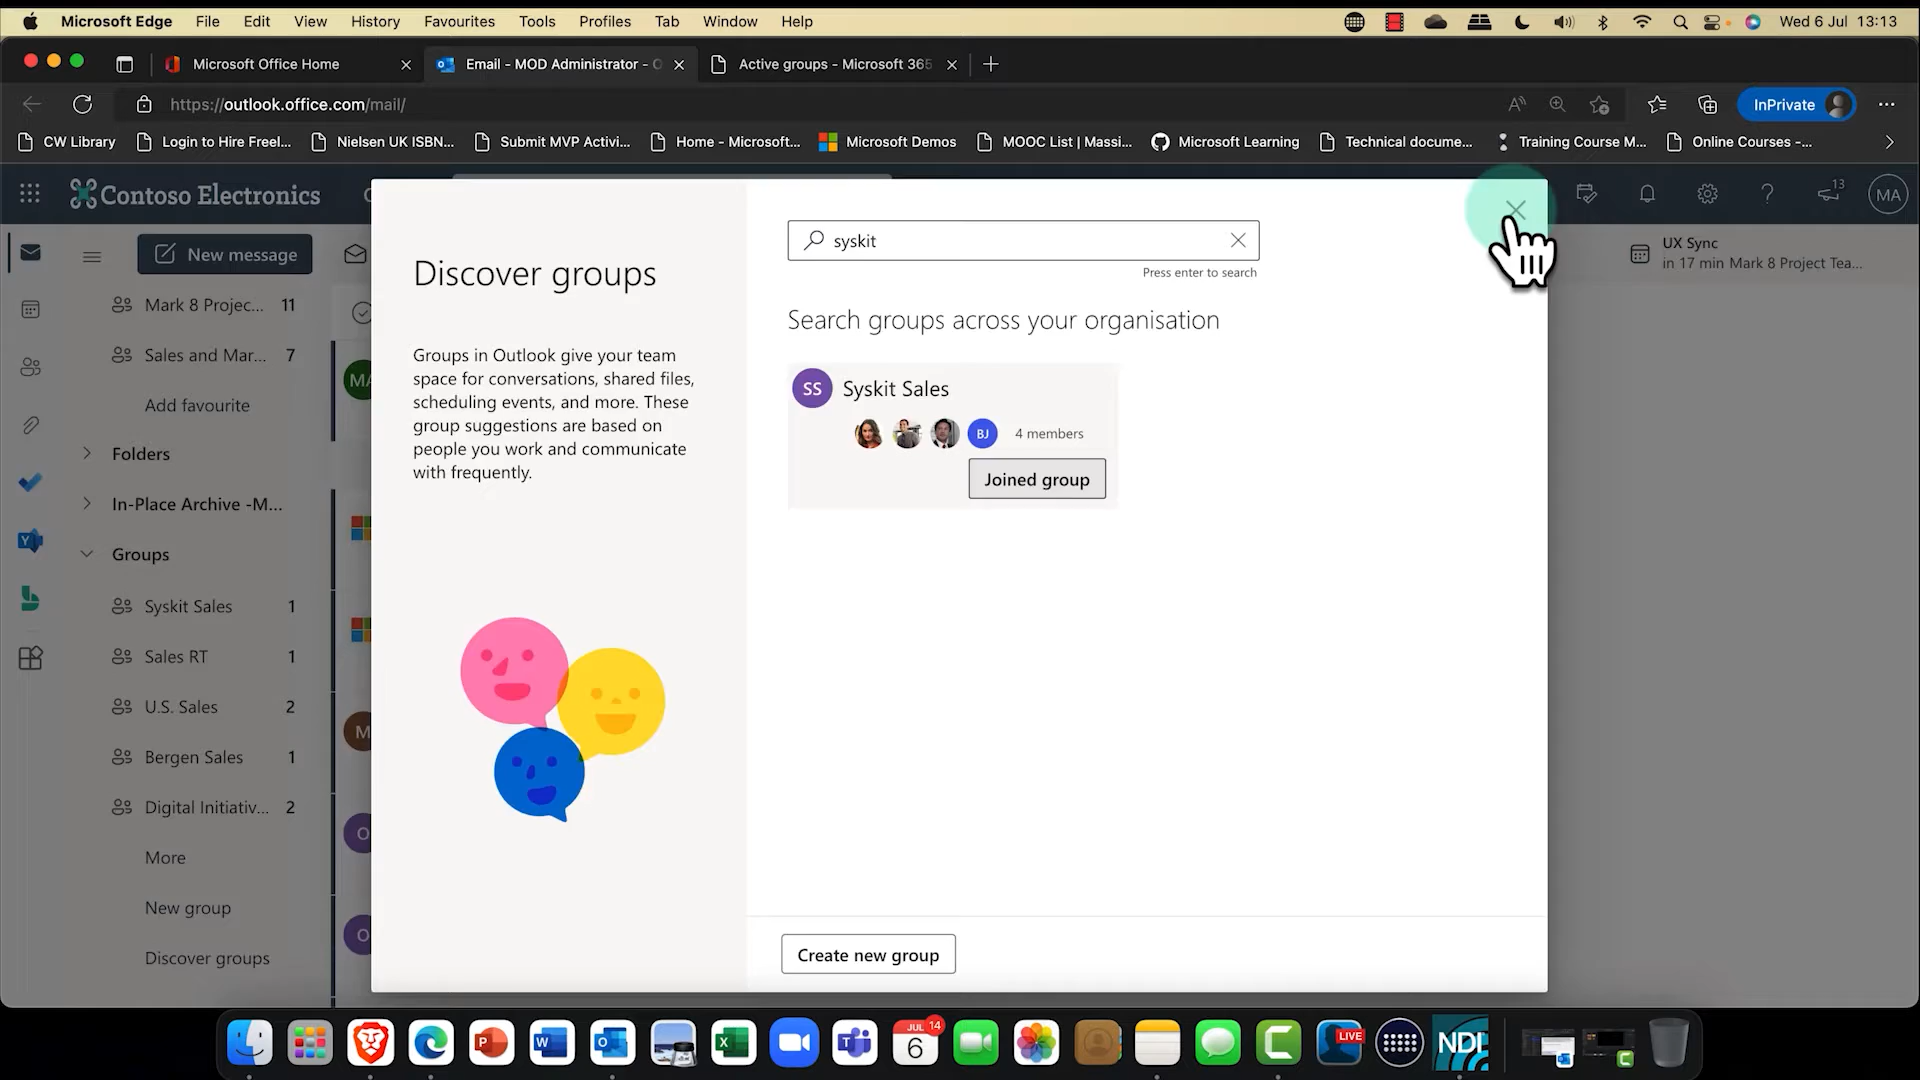 Microsoft Edge File Edit View History Favourites Tools Profiles Tab Window Help Wed 6 Jul 13:13
Microsoft Office Home Email - MOD Administrator - O Active groups - Microsoft 365
https://outlook.office.com/mail/ InPrivate
CW Library Login to Hire Freel... Nielsen UK ISBN... Submit MVP Activi... Home - Microsoft... Microsoft Demos MOOC List | Massi... Microsoft Learning Technical docume... Training Course M... Online Courses -...
Contoso Electronics 13 MA
New message
UX Sync
in 17 min Mark 8 Project Tea...
Mark 8 Projec... 11
Sales and Mar... 7
Add favourite
Folders
In-Place Archive -M...
Groups
Syskit Sales 1
Sales RT 1
U.S. Sales 2
Bergen Sales 1
Digital Initiativ... 2
More
New group
Discover groups
MA
M
O
O
Discover groups
Groups in Outlook give your team
space for conversations, shared files,
scheduling events, and more. These
group suggestions are based on
people you work and communicate
with frequently.
syskit
Press enter to search
Search groups across your organisation
SS Syskit Sales
BJ 4 members
Joined group
Create new group
JUL 14
6
LIVE
NDI